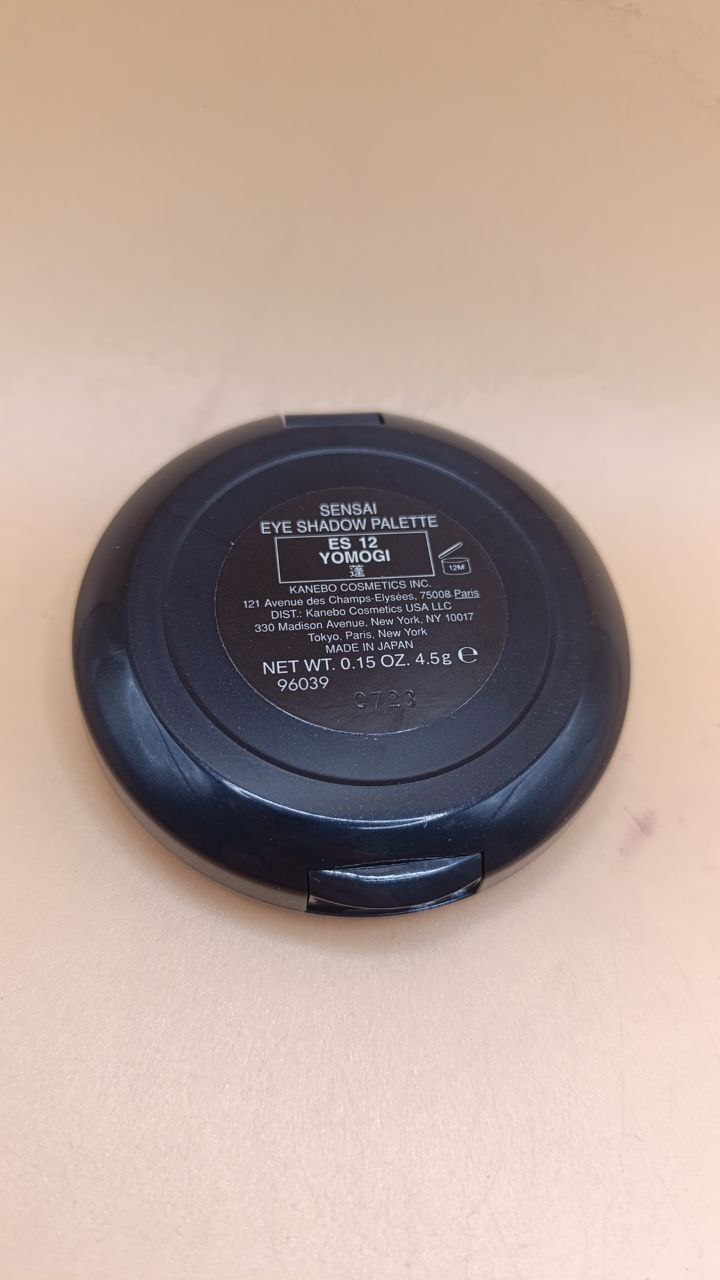 SENSAI
EYE SHADOW PALETTE
ES 12
YOMOGI
蓬
12M
KANEBO COSMETICS INC.
121 Avenue des Champs-Elysées, 75008 Paris
DIST.: Kanebo Cosmetics USA LLC
330 Madison Avenue, New York, NY 10017
Tokyo, Paris, New York
MADE IN JAPAN
NET WT. 0.15 OZ. 4.5g ℮
96039
0723